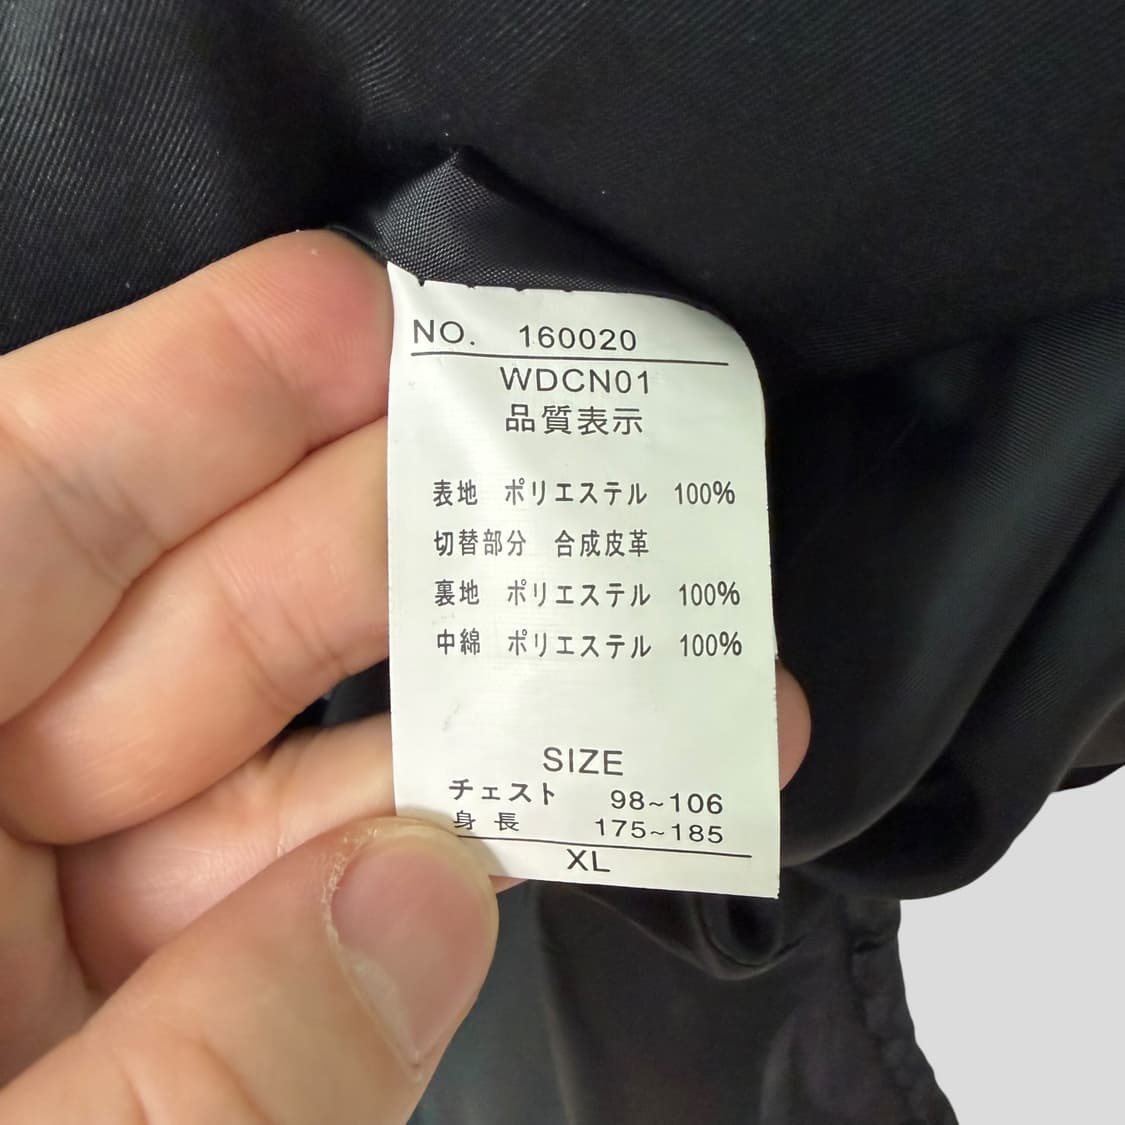 NO. 160020
WDCN01
品質表示
表地 ポリエステル 100%
切替部分 合成皮革
裏地 ポリエステル 100%
中綿 ポリエステル 100%
SIZE
チェスト 98~106
身長 175~185
XL